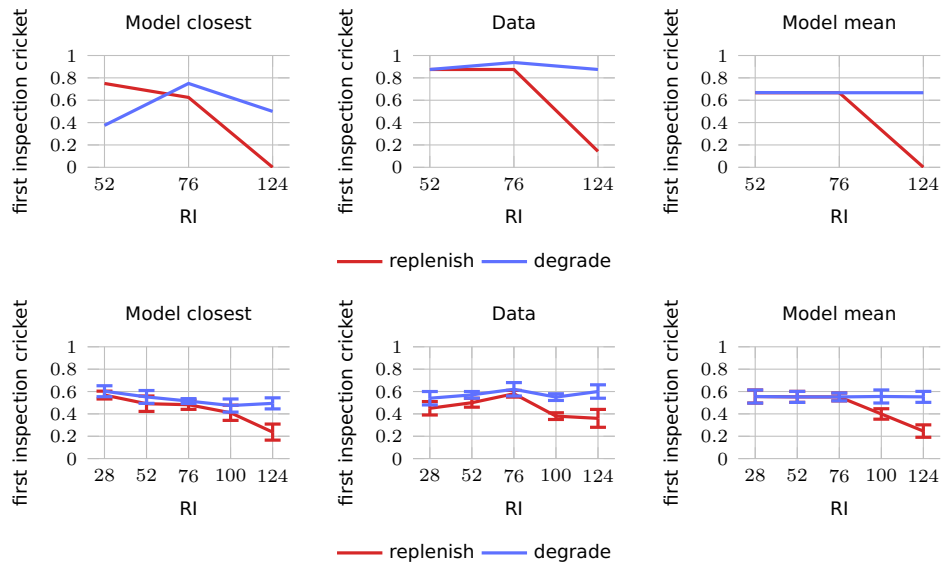 Model closest
first inspection cricket
1
0.8
0.6
0.4
0.2
0
52 76 124
RI
Data
first inspection cricket
1
0.8
0.6
0.4
0.2
0
52 76 124
RI
Model mean
first inspection cricket
1
0.8
0.6
0.4
0.2
0
52 76 124
RI
replenish degrade
Model closest
first inspection cricket
1
0.8
0.6
0.4
0.2
0
28 52 76 100 124
RI
Data
first inspection cricket
1
0.8
0.6
0.4
0.2
0
28 52 76 100 124
RI
Model mean
first inspection cricket
1
0.8
0.6
0.4
0.2
0
28 52 76 100 124
RI
replenish degrade